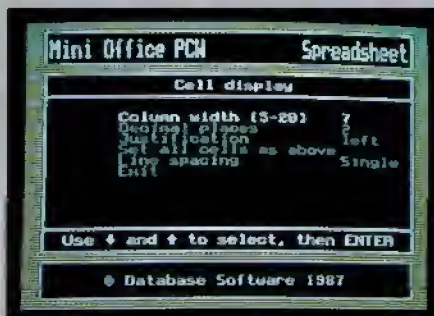 Mini Office PCW Spreadsheet
Cell display
Column width (5-20) 7
Decimal places 2
Justification left
Set all cells as above
Line spacing Single
Exit
Use ↓ and ↑ to select, then ENTER
© Database Software 1987